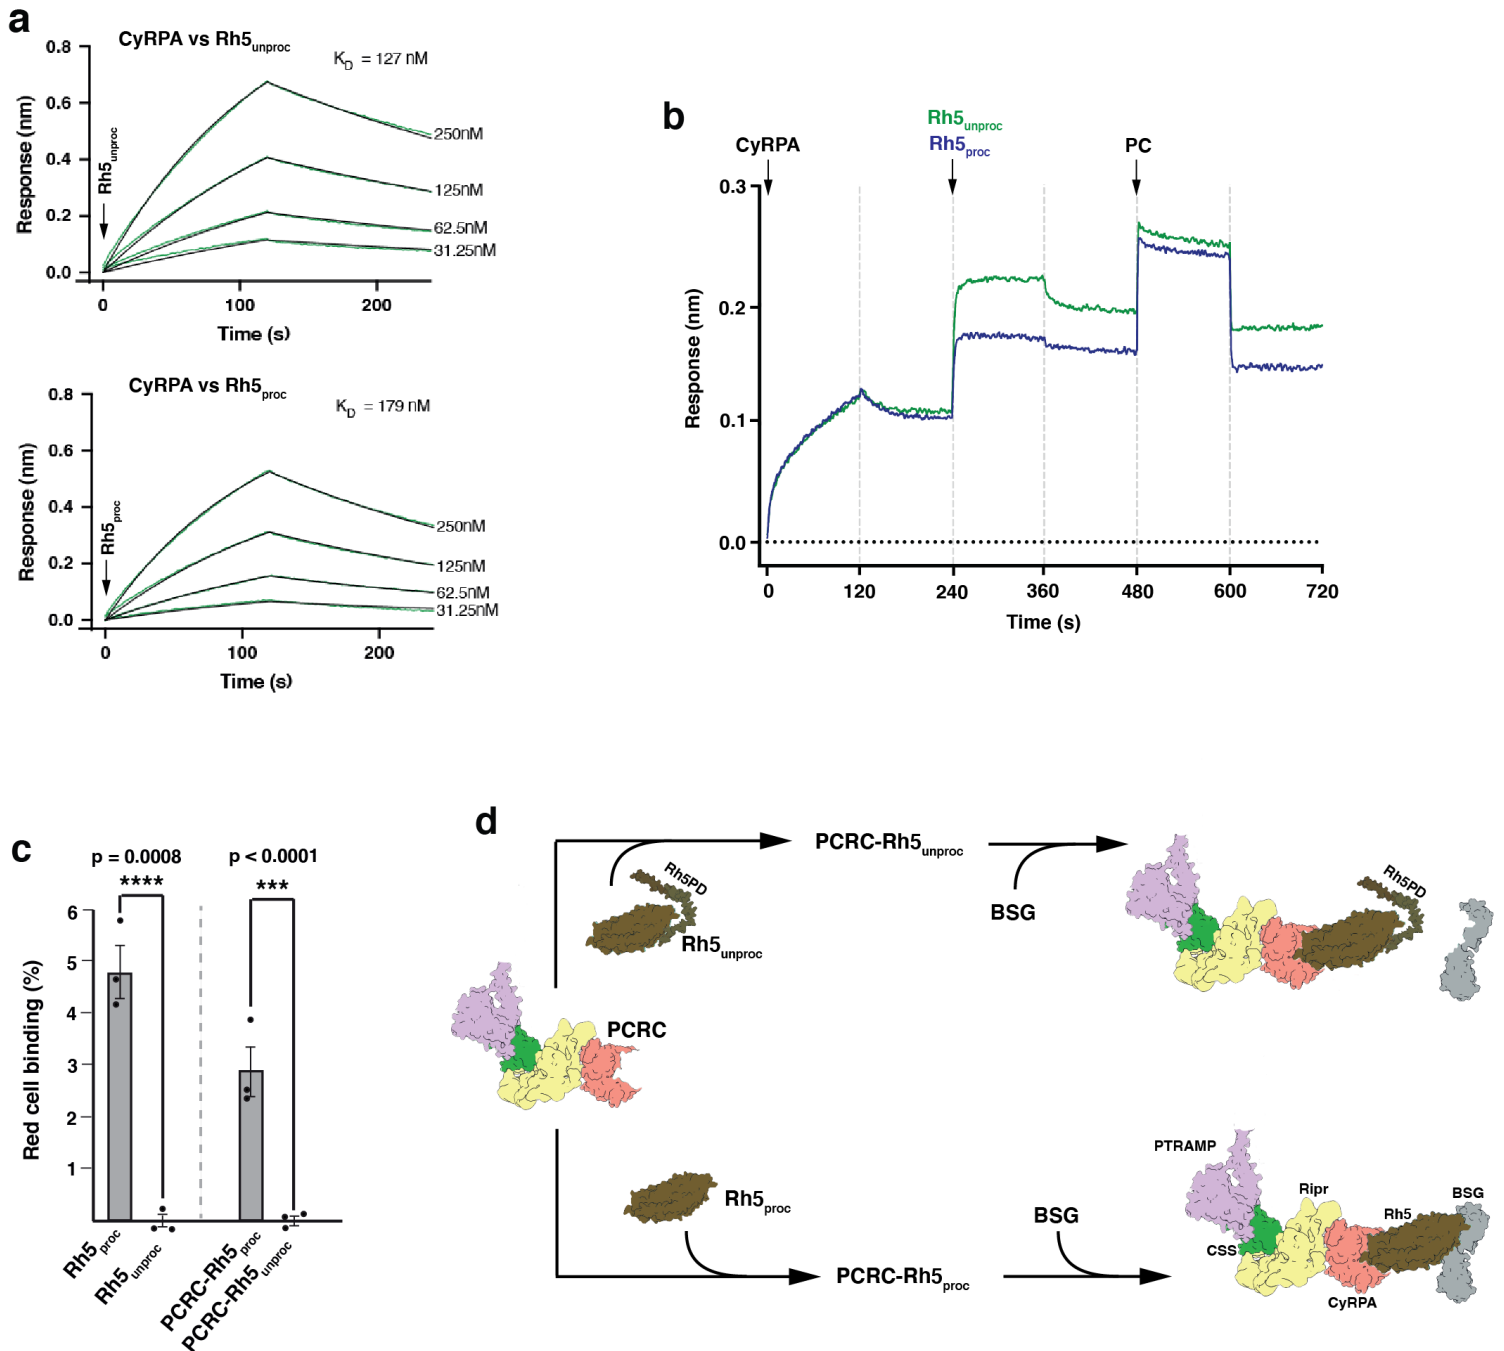 a
CyRPA vs Rh5unproc
KD = 127 nM
0.8
0.6
0.4
0.2
0.0
Response (nm)
Rh5unproc
250nM
125nM
62.5nM
31.25nM
0 100 200
Time (s)
CyRPA vs Rh5proc
KD = 179 nM
0.8
0.6
0.4
0.2
0.0
Response (nm)
Rh5proc
250nM
125nM
62.5nM
31.25nM
0 100 200
Time (s)
b
CyRPA
Rh5unproc
Rh5proc
PC
0.3
0.2
0.1
0.0
Response (nm)
0 120 240 360 480 600 720
Time (s)
c
p = 0.0008
****
p < 0.0001
***
6
5
4
3
2
1
Red cell binding (%)
Rh5proc
Rh5unproc
PCRC-Rh5proc
PCRC-Rh5unproc
d
Rh5PD
Rh5unproc
PCRC-Rh5unproc
BSG
Rh5PD
PCRC
Rh5proc
PCRC-Rh5proc
BSG
PTRAMP
CSS
Ripr
CyRPA
Rh5
BSG